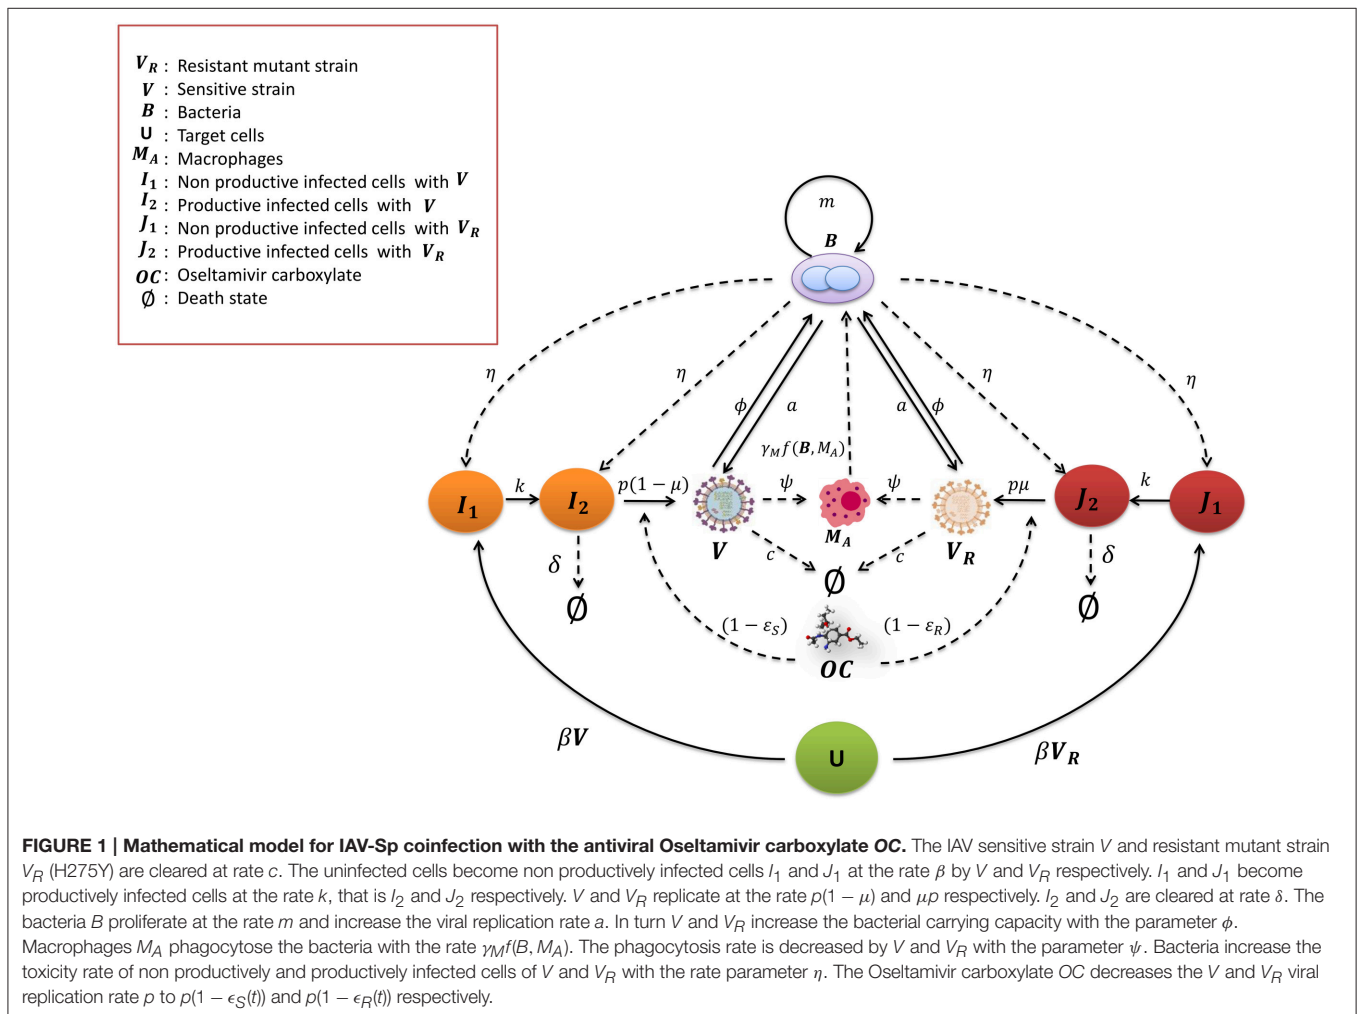 V_R : Resistant mutant strain
V : Sensitive strain
B : Bacteria
U : Target cells
M_A : Macrophages
I_1 : Non productive infected cells with V
I_2 : Productive infected cells with V
J_1 : Non productive infected cells with V_R
J_2 : Productive infected cells with V_R
OC : Oseltamivir carboxylate
∅ : Death state
m
B
η
η
η
η
ϕ
a
a
ϕ
γ_M f(B, M_A)
I_1
k
I_2
p(1 − μ)
V
ψ
M_A
ψ
V_R
pμ
J_2
k
J_1
c
c
δ
δ
∅
∅
∅
(1 − ε_S)
(1 − ε_R)
OC
βV
U
βV_R
FIGURE 1 | Mathematical model for IAV-Sp coinfection with the antiviral Oseltamivir carboxylate OC. The IAV sensitive strain V and resistant mutant strain
V_R (H275Y) are cleared at rate c. The uninfected cells become non productively infected cells I_1 and J_1 at the rate β by V and V_R respectively. I_1 and J_1 become
productively infected cells at the rate k, that is I_2 and J_2 respectively. V and V_R replicate at the rate p(1 − μ) and μp respectively. I_2 and J_2 are cleared at rate δ. The
bacteria B proliferate at the rate m and increase the viral replication rate a. In turn V and V_R increase the bacterial carrying capacity with the parameter ϕ.
Macrophages M_A phagocytose the bacteria with the rate γ_M f(B, M_A). The phagocytosis rate is decreased by V and V_R with the parameter ψ. Bacteria increase the
toxicity rate of non productively and productively infected cells of V and V_R with the rate parameter η. The Oseltamivir carboxylate OC decreases the V and V_R viral
replication rate p to p(1 − ϵ_S(t)) and p(1 − ϵ_R(t)) respectively.